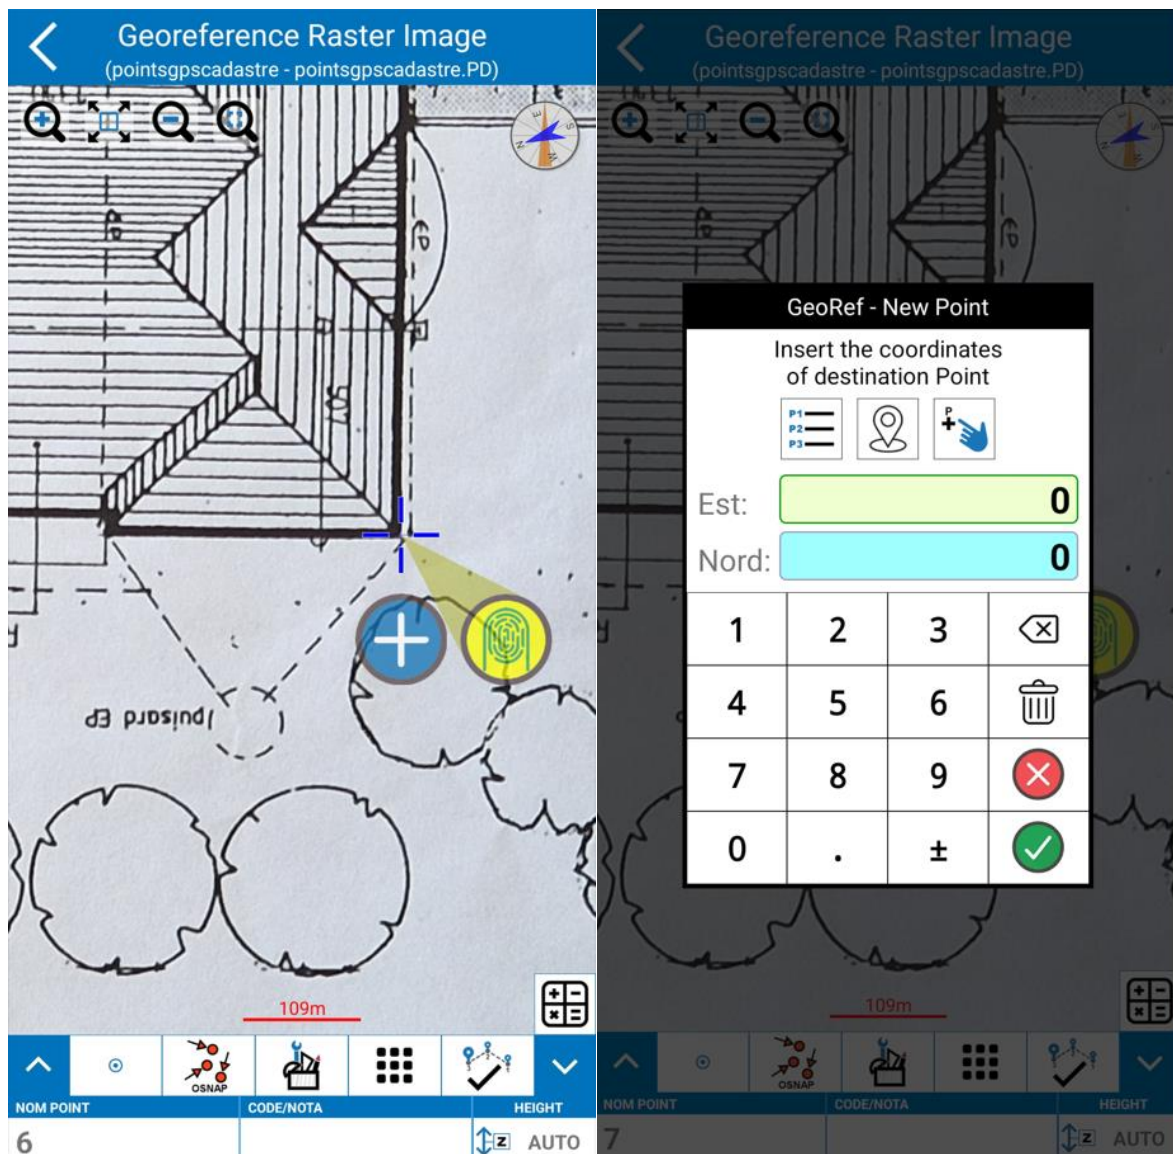 Georeference Raster Image
(pointsgpscadastre - pointsgpscadastre.PD)
E
S
N
W
EP
EP
puisard EP
109m
OSNAP
NOM POINT
CODE/NOTA
HEIGHT
6
Z
AUTO
Georeference Raster Image
(pointsgpscadastre - pointsgpscadastre.PD)
GeoRef - New Point
Insert the coordinates
of destination Point
P1
P2
P3
P
Est:
0
Nord:
0
1 2 3
4 5 6
7 8 9
0 . ±
109m
OSNAP
NOM POINT
CODE/NOTA
HEIGHT
7
Z
AUTO